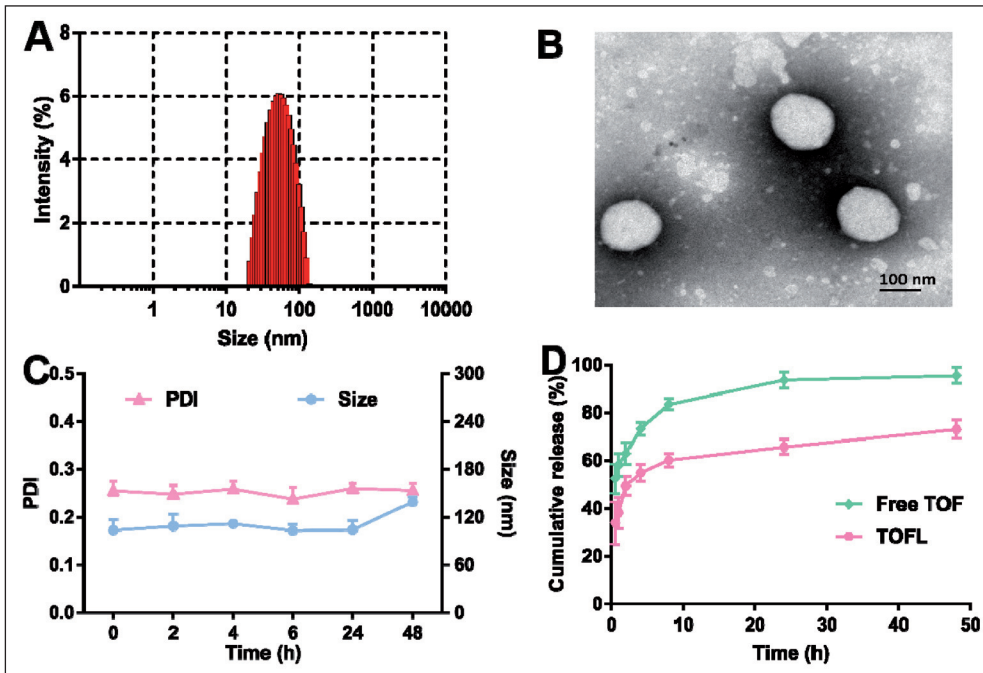 A
8
6
4
2
0
Intensity (%)
1
10
100
1000
10000
Size (nm)
B
100 nm
C
0.5
0.4
0.3
0.2
0.1
0.0
PDI
PDI
Size
300
240
180
120
60
0
Size (nm)
0
2
4
6
24
48
Time (h)
D
100
80
60
40
20
0
Cumulative release (%)
Free TOF
TOFL
0
10
20
30
40
50
Time (h)